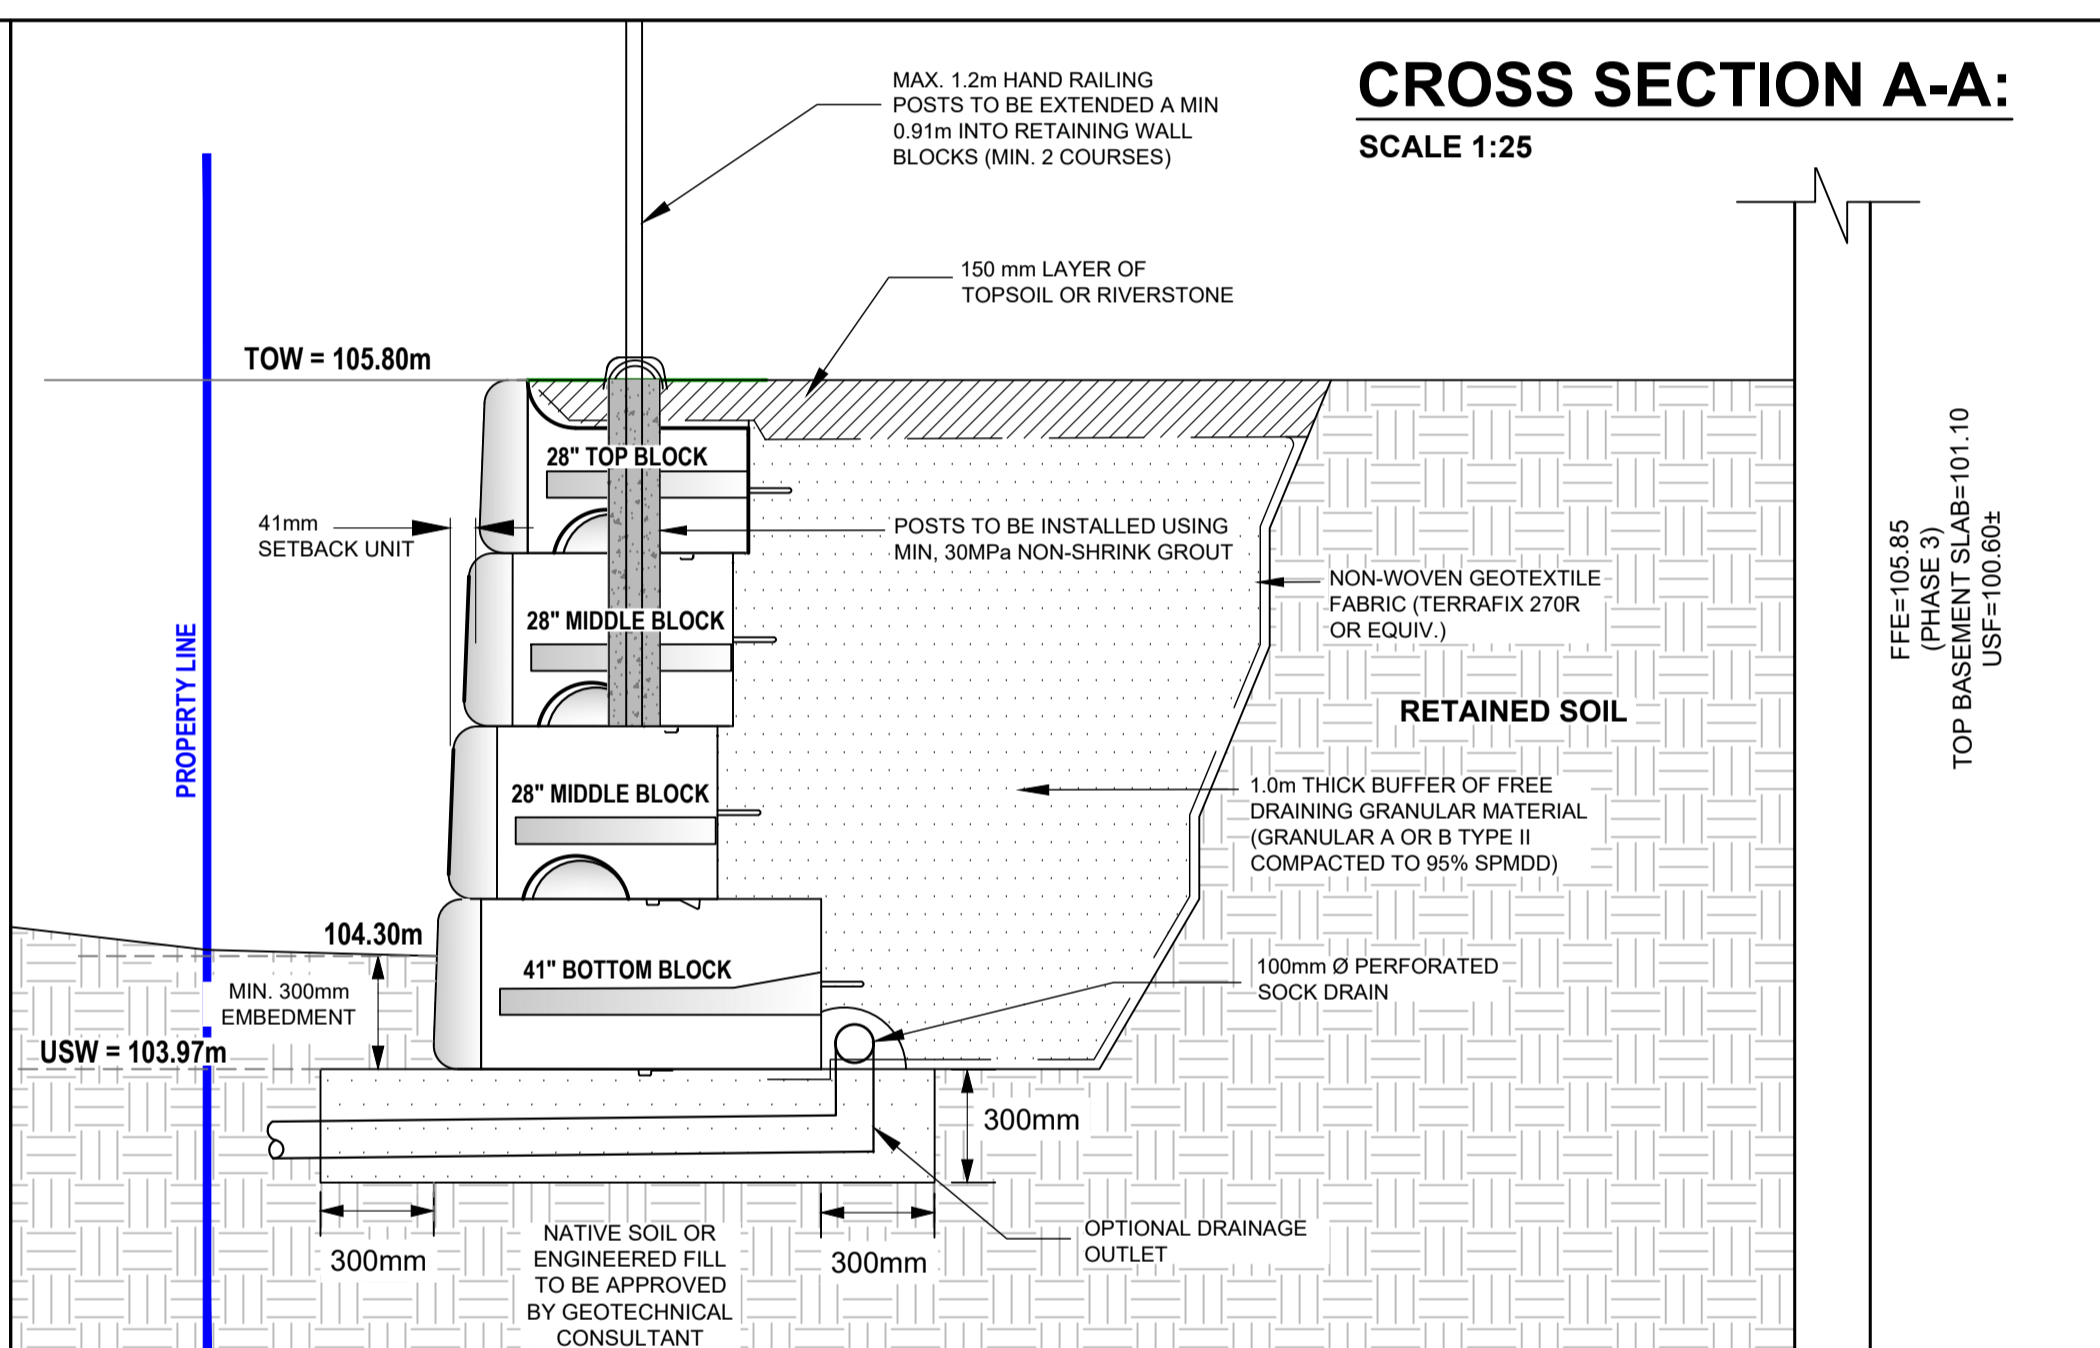 CROSS SECTION A-A:
SCALE 1:25
MAX. 1.2m HAND RAILING
POSTS TO BE EXTENDED A MIN
0.91m INTO RETAINING WALL
BLOCKS (MIN. 2 COURSES)
150 mm LAYER OF
TOPSOIL OR RIVERSTONE
TOW = 105.80m
28" TOP BLOCK
41mm
SETBACK UNIT
POSTS TO BE INSTALLED USING
MIN, 30MPa NON-SHRINK GROUT
NON-WOVEN GEOTEXTILE
FABRIC (TERRAFIX 270R
OR EQUIV.)
28" MIDDLE BLOCK
PROPERTY LINE
RETAINED SOIL
FFE=105.85
(PHASE 3)
TOP BASEMENT SLAB=101.10
USF=100.60±
28" MIDDLE BLOCK
1.0m THICK BUFFER OF FREE
DRAINING GRANULAR MATERIAL
(GRANULAR A OR B TYPE II
COMPACTED TO 95% SPMDD)
104.30m
41" BOTTOM BLOCK
100mm Ø PERFORATED
SOCK DRAIN
MIN. 300mm
EMBEDMENT
USW = 103.97m
300mm
300mm
300mm
OPTIONAL DRAINAGE
OUTLET
NATIVE SOIL OR
ENGINEERED FILL
TO BE APPROVED
BY GEOTECHNICAL
CONSULTANT